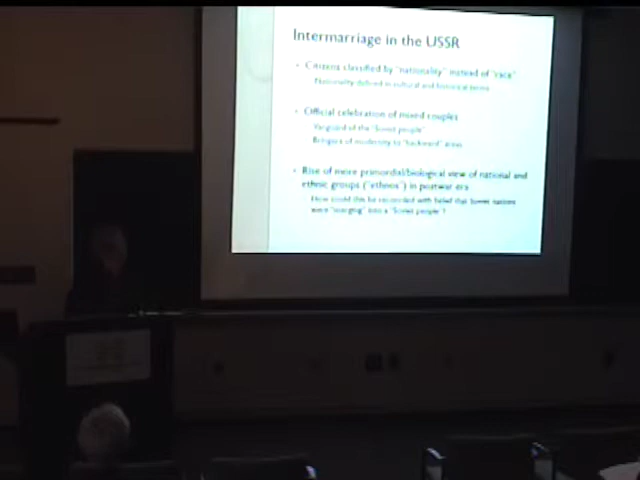 Intermarriage in the USSR
Citizens classified by "nationality" instead of "race"
Nationality defined in cultural and historical terms
Official celebration of mixed couples
Vanguard of the "Soviet people"
Bringers of modernity to "backward" areas
Rise of more primordial/biological view of national and
ethnic groups ("ethnos") in postwar era
How could this be reconciled with belief that Soviet nations
were "merging" into a "Soviet people"?